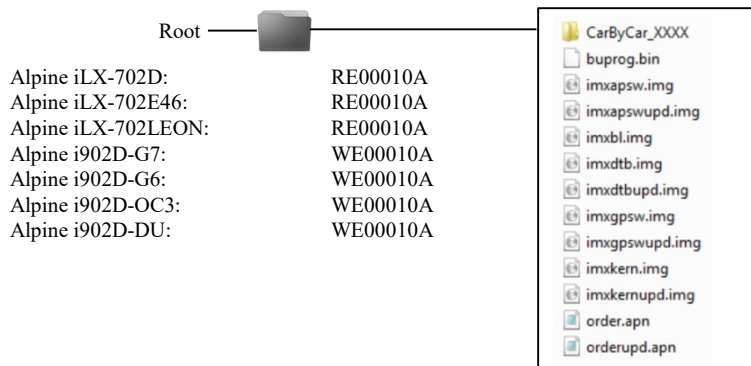 Root
Alpine iLX-702D: RE00010A
Alpine iLX-702E46: RE00010A
Alpine iLX-702LEON: RE00010A
Alpine i902D-G7: WE00010A
Alpine i902D-G6: WE00010A
Alpine i902D-OC3: WE00010A
Alpine i902D-DU: WE00010A
CarByCar_XXXX
buprog.bin
imxapsw.img
imxapswupd.img
imxbl.img
imxdtb.img
imxdtbupd.img
imxgpsw.img
imxgpswupd.img
imxkern.img
imxkernupd.img
order.apn
orderupd.apn